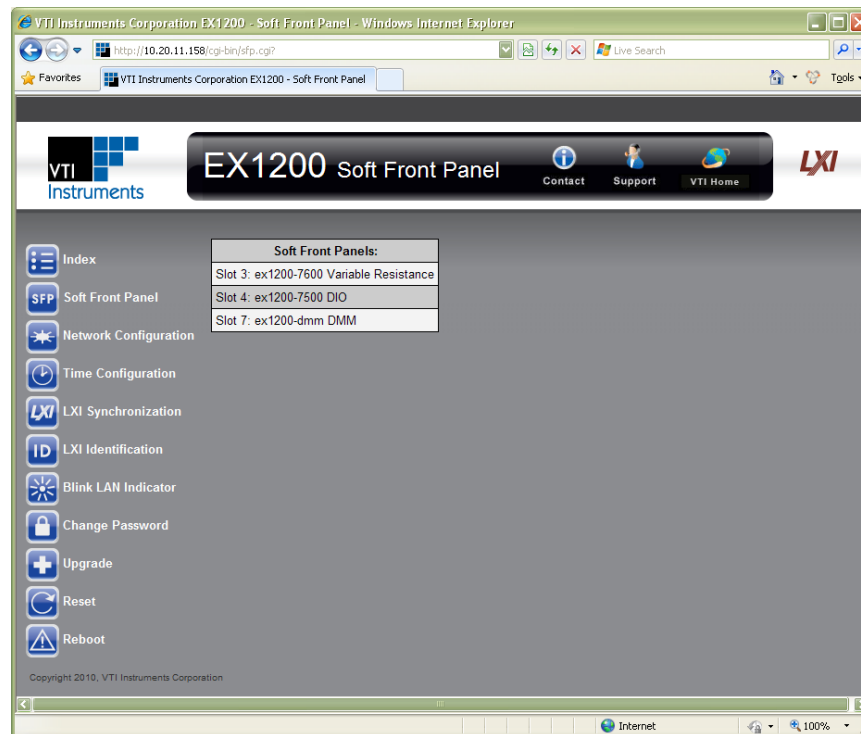 VTI Instruments Corporation EX1200 - Soft Front Panel - Windows Internet Explorer
http://10.20.11.158/cgi-bin/sfp.cgi?
Live Search
Favorites
VTI Instruments Corporation EX1200 - Soft Front Panel
Tools
VTI
Instruments
EX1200 Soft Front Panel
Contact
Support
VTI Home
LXI
Index
SFP Soft Front Panel
Network Configuration
Time Configuration
LXI LXI Synchronization
ID LXI Identification
Blink LAN Indicator
Change Password
Upgrade
Reset
Reboot
Soft Front Panels:
Slot 3: ex1200-7600 Variable Resistance
Slot 4: ex1200-7500 DIO
Slot 7: ex1200-dmm DMM
Copyright 2010, VTI Instruments Corporation
Internet
100%